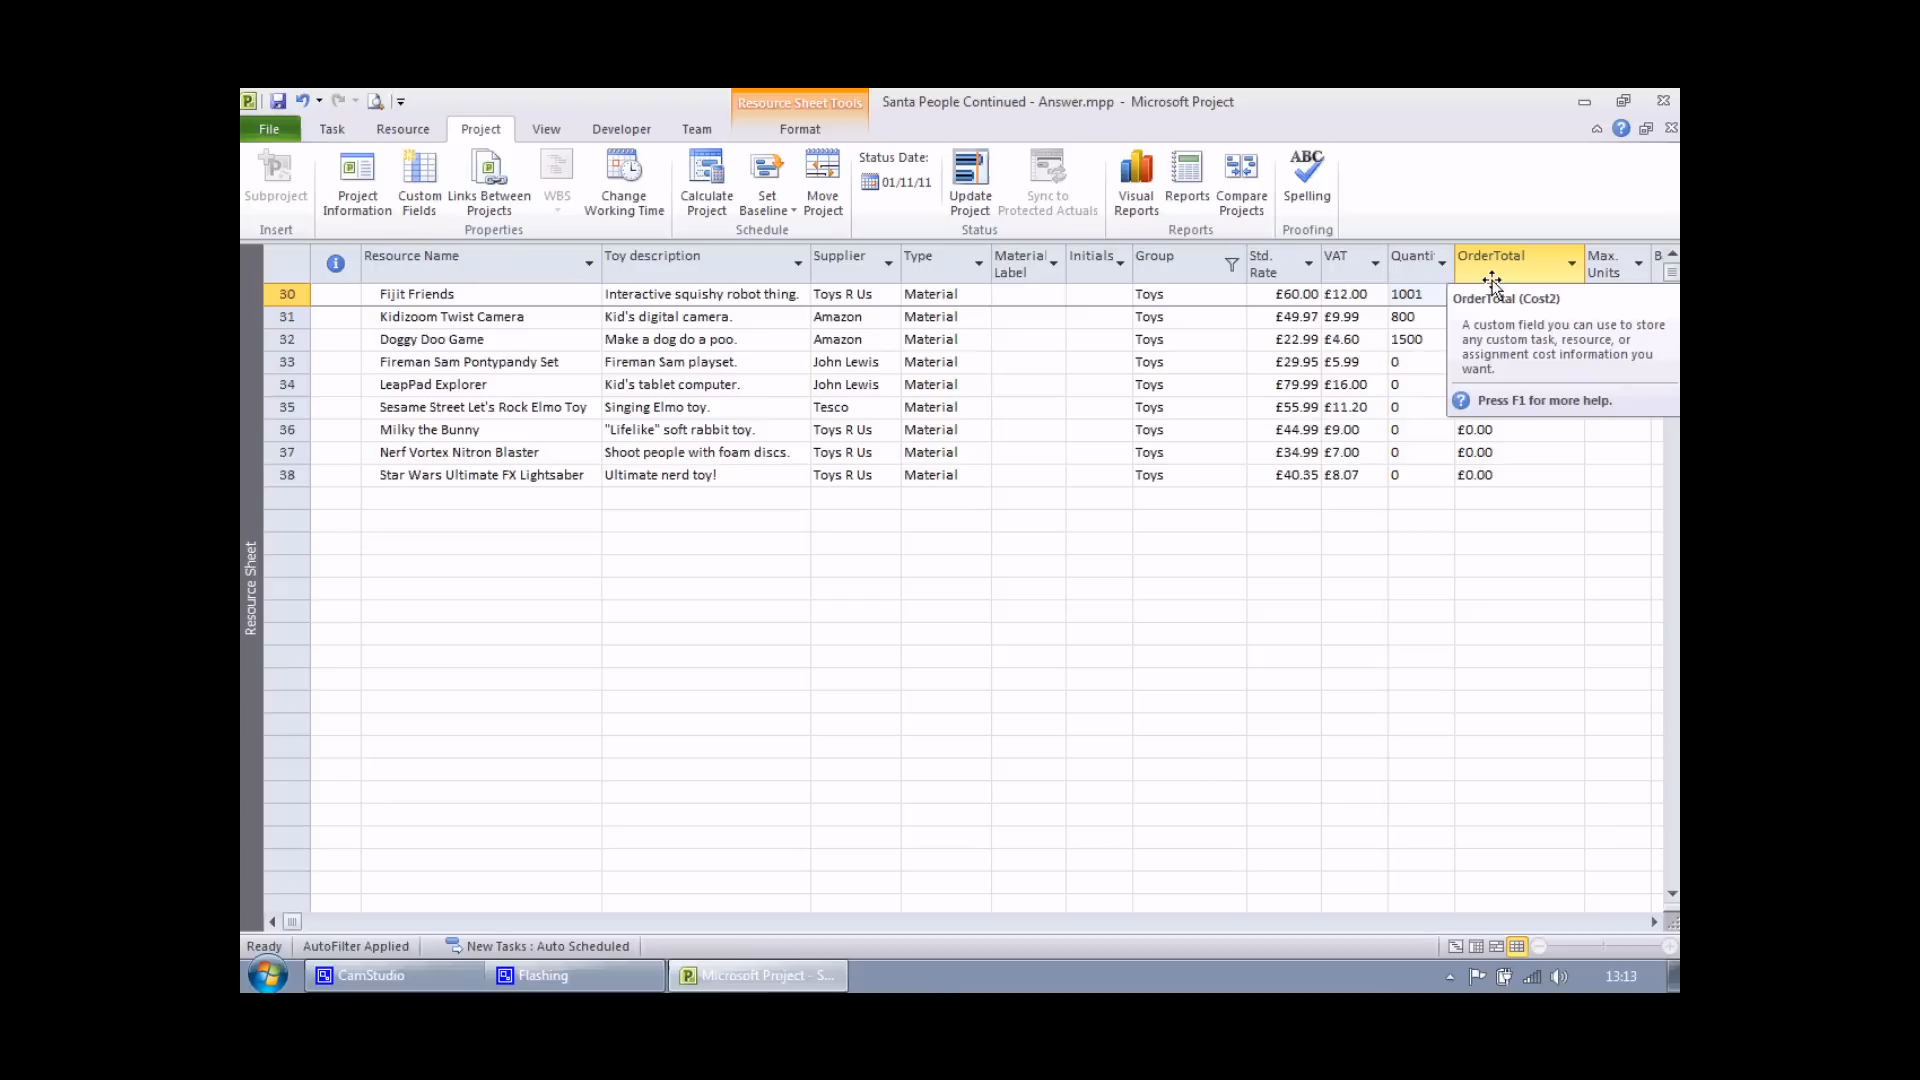 Resource Sheet Tools
Santa People Continued - Answer.mpp - Microsoft Project
File Task Resource Project View Developer Team Format
Subproject
Project Information
Custom Fields
Links Between Projects
WBS
Change Working Time
Calculate Project
Set Baseline
Move Project
Status Date:
01/11/11
Update Project
Sync to Protected Actuals
Visual Reports
Reports
Compare Projects
ABC
Spelling
Insert Properties Schedule Status Reports Proofing
Resource Name Toy description Supplier Type Material Label Initials Group Std. Rate VAT Quanti OrderTotal Max. Units B
30 Fijit Friends Interactive squishy robot thing. Toys R Us Material Toys £60.00 £12.00 1001
31 Kidizoom Twist Camera Kid's digital camera. Amazon Material Toys £49.97 £9.99 800
32 Doggy Doo Game Make a dog do a poo. Amazon Material Toys £22.99 £4.60 1500
33 Fireman Sam Pontypandy Set Fireman Sam playset. John Lewis Material Toys £29.95 £5.99 0
34 LeapPad Explorer Kid's tablet computer. John Lewis Material Toys £79.99 £16.00 0
35 Sesame Street Let's Rock Elmo Toy Singing Elmo toy. Tesco Material Toys £55.99 £11.20 0
36 Milky the Bunny "Lifelike" soft rabbit toy. Toys R Us Material Toys £44.99 £9.00 0 £0.00
37 Nerf Vortex Nitron Blaster Shoot people with foam discs. Toys R Us Material Toys £34.99 £7.00 0 £0.00
38 Star Wars Ultimate FX Lightsaber Ultimate nerd toy! Toys R Us Material Toys £40.35 £8.07 0 £0.00
OrderTotal (Cost2)
A custom field you can use to store
any custom task, resource, or
assignment cost information you
want.
Press F1 for more help.
Resource Sheet
Ready AutoFilter Applied New Tasks : Auto Scheduled
CamStudio Flashing Microsoft Project - S... 13:13